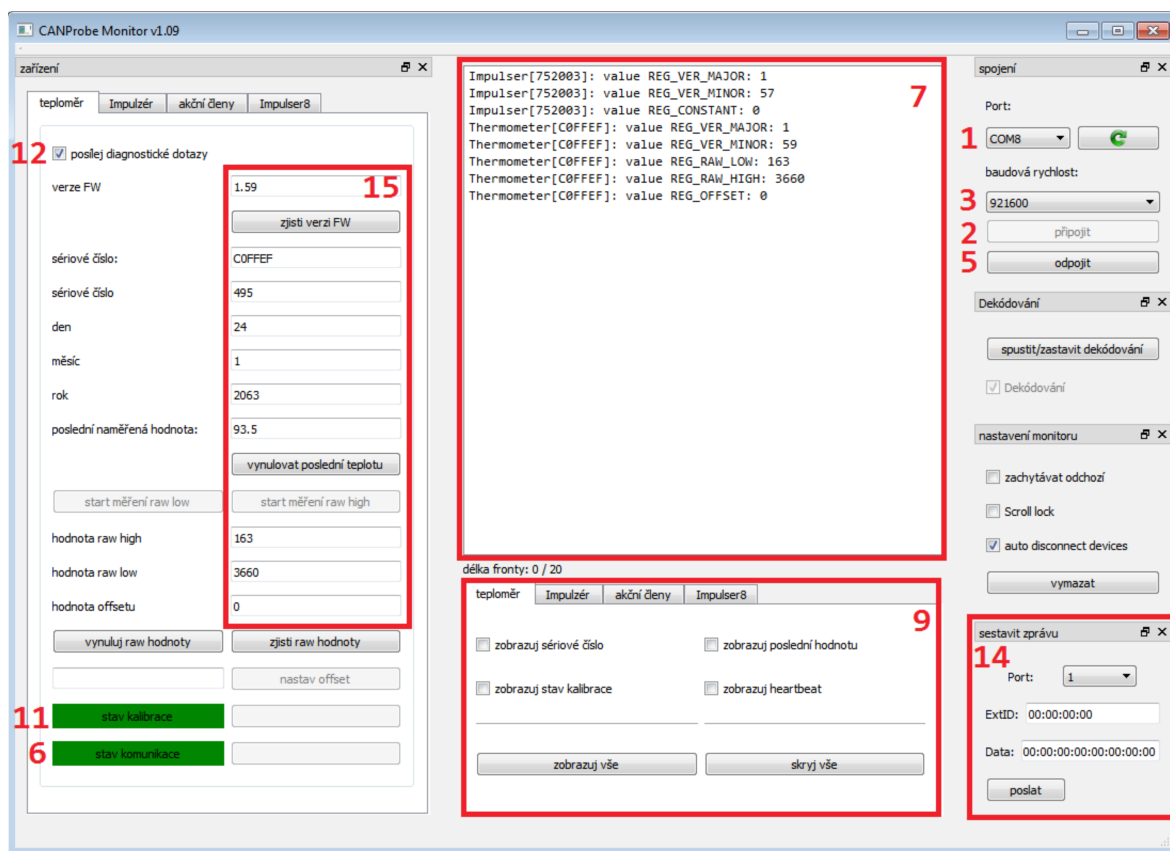 CANProbe Monitor v1.09
zařízení
teploměr Impulzér akční členy Impulser8
12 posílej diagnostické dotazy
verze FW 1.59 15
zjisti verzi FW
sériové číslo: C0FFEF
sériové číslo 495
den 24
měsíc 1
rok 2063
poslední naměřená hodnota: 93.5
vynulovat poslední teplotu
start měření raw low start měření raw high
hodnota raw high 163
hodnota raw low 3660
hodnota offsetu 0
vynuluj raw hodnoty zjisti raw hodnoty
nastav offset
11 stav kalibrace
6 stav komunikace
Impulser[752003]: value REG_VER_MAJOR: 1
Impulser[752003]: value REG_VER_MINOR: 57
Impulser[752003]: value REG_CONSTANT: 0
Thermometer[C0FFEF]: value REG_VER_MAJOR: 1
Thermometer[C0FFEF]: value REG_VER_MINOR: 59
Thermometer[C0FFEF]: value REG_RAW_LOW: 163
Thermometer[C0FFEF]: value REG_RAW_HIGH: 3660
Thermometer[C0FFEF]: value REG_OFFSET: 0
7
délka fronty: 0 / 20
teploměr Impulzér akční členy Impulser8
9
zobrazuj sériové číslo zobrazuj poslední hodnotu
zobrazuj stav kalibrace zobrazuj heartbeat
zobrazuj vše skryj vše
spojení
Port:
1 COM8
baudová rychlost:
3 921600
2 připojit
5 odpojit
Dekódování
spustit/zastavit dekódování
Dekódování
nastavení monitoru
zachytávat odchozí
Scroll lock
auto disconnect devices
vymazat
sestavit zprávu
14
Port: 1
ExtID: 00:00:00:00
Data: 00:00:00:00:00:00:00:00
poslat